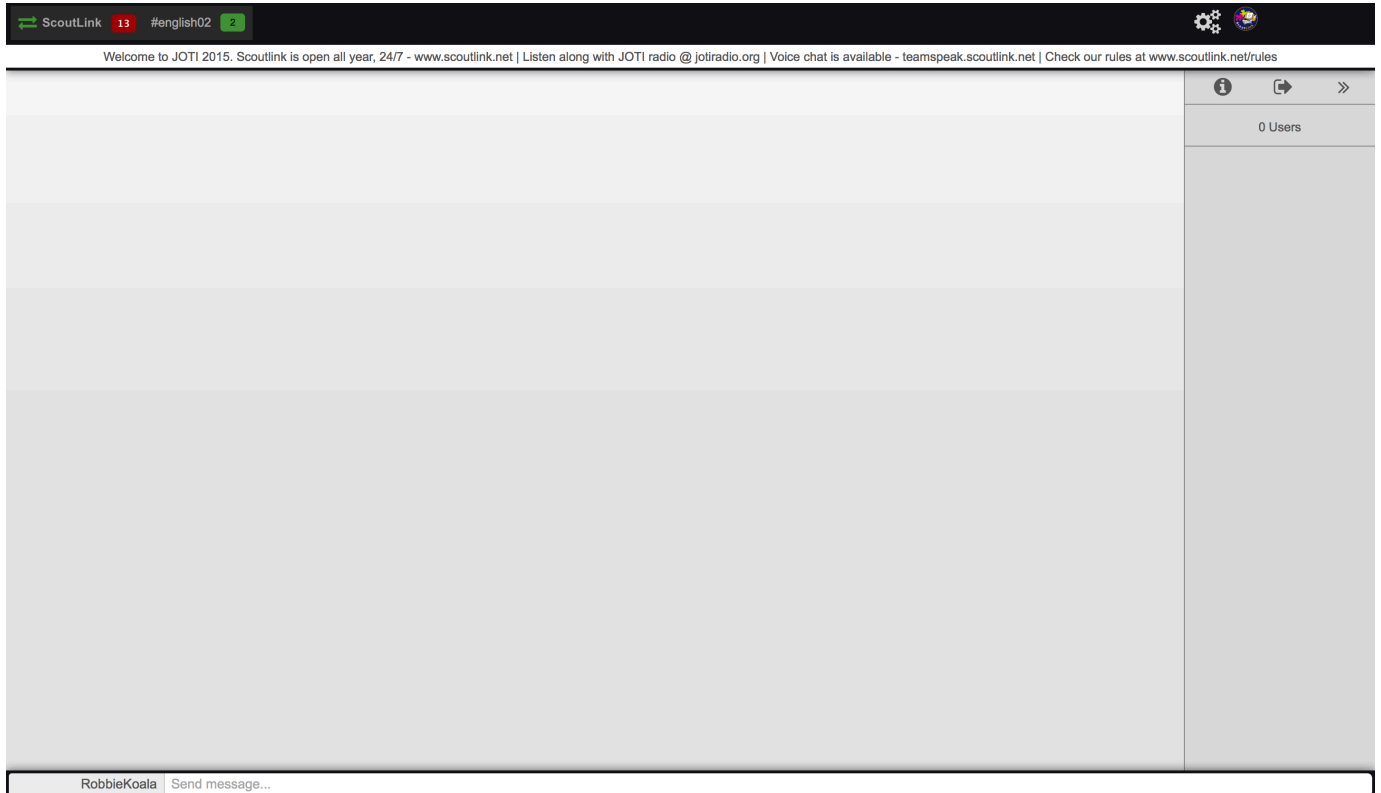 ScoutLink 13 #english02 2
Welcome to JOTI 2015. Scoutlink is open all year, 24/7 - www.scoutlink.net | Listen along with JOTI radio @ jotiradio.org | Voice chat is available - teamspeak.scoutlink.net | Check our rules at www.scoutlink.net/rules
0 Users
RobbieKoala Send message...